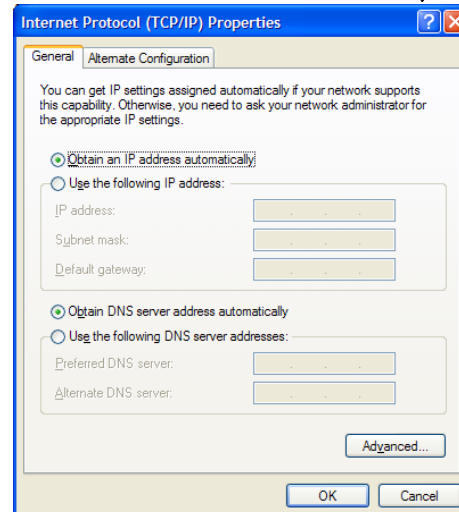 Internet Protocol (TCP/IP) Properties
General
Alternate Configuration
You can get IP settings assigned automatically if your network supports
this capability. Otherwise, you need to ask your network administrator for
the appropriate IP settings.
Obtain an IP address automatically
Use the following IP address:
IP address:
Subnet mask:
Default gateway:
Obtain DNS server address automatically
Use the following DNS server addresses:
Preferred DNS server:
Alternate DNS server:
Advanced...
OK
Cancel